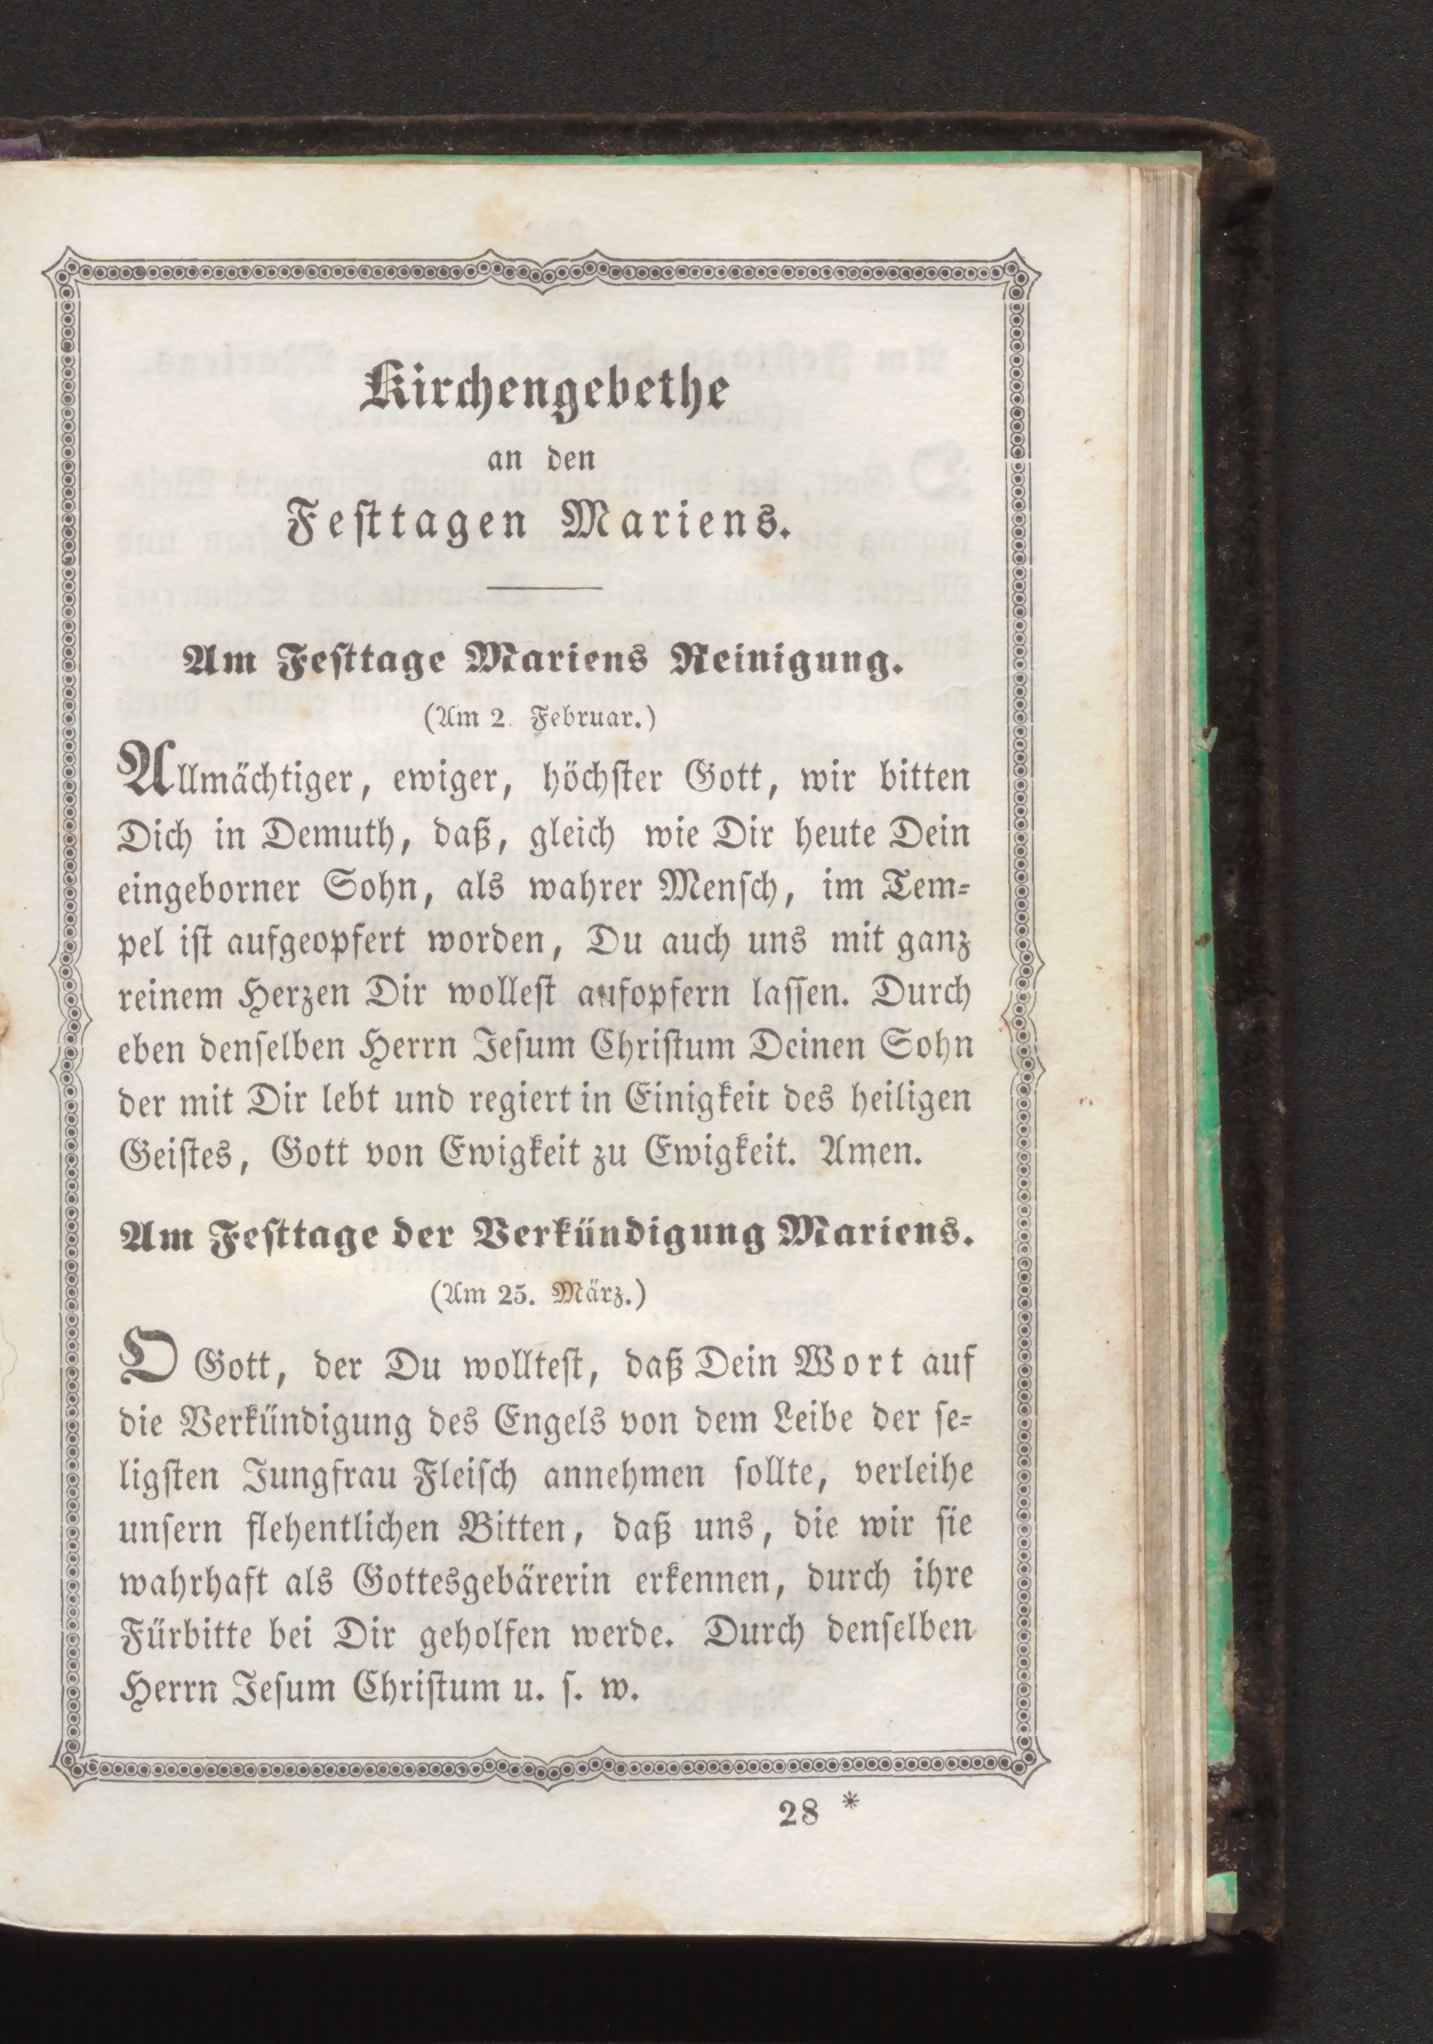 Kirchengebethe
an den
Festtagen Mariens.
Am Festtage Mariens Reinigung.
(Am 2. Februar.)
Allmächtiger, ewiger, höchster Gott, wir bitten
Dich in Demuth, daß, gleich wie Dir heute Dein
eingeborner Sohn, als wahrer Mensch, im Tem-
pel ist aufgeopfert worden, Du auch uns mit ganz
reinem Herzen Dir wollest aufopfern lassen. Durch
eben denselben Herrn Jesum Christum Deinen Sohn
der mit Dir lebt und regiert in Einigkeit des heiligen
Geistes, Gott von Ewigkeit zu Ewigkeit. Amen.
Am Festtage der Verkündigung Mariens.
(Am 25. März.)
O Gott, der Du wolltest, daß Dein Wort auf
die Verkündigung des Engels von dem Leibe der se-
ligsten Jungfrau Fleisch annehmen sollte, verleihe
unsern flehentlichen Bitten, daß uns, die wir sie
wahrhaft als Gottesgebärerin erkennen, durch ihre
Fürbitte bei Dir geholfen werde. Durch denselben
Herrn Jesum Christum u. s. w.
28 *